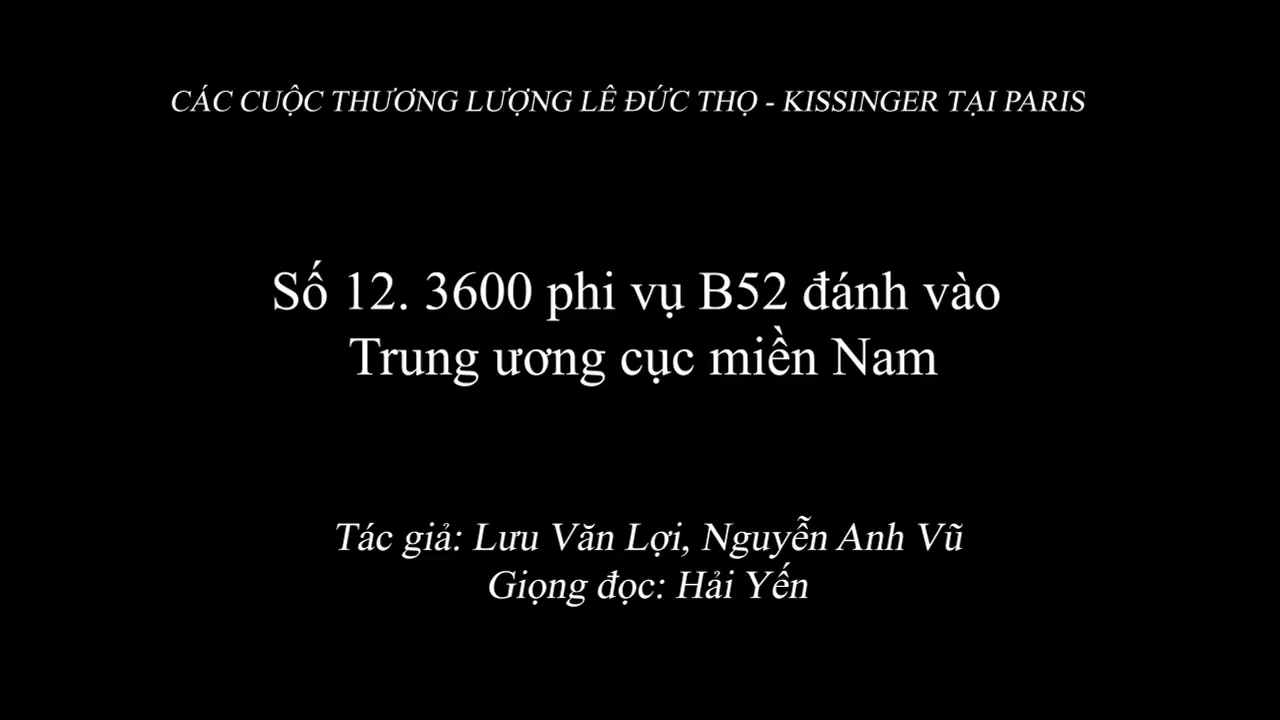 CÁC CUỘC THƯƠNG LƯỢNG LÊ ĐỨC THỌ - KISSINGER TẠI PARIS
Số 12. 3600 phi vụ B52 đánh vào
Trung ương cục miền Nam
Tác giả: Lưu Văn Lợi, Nguyễn Anh Vũ
Giọng đọc: Hải Yến